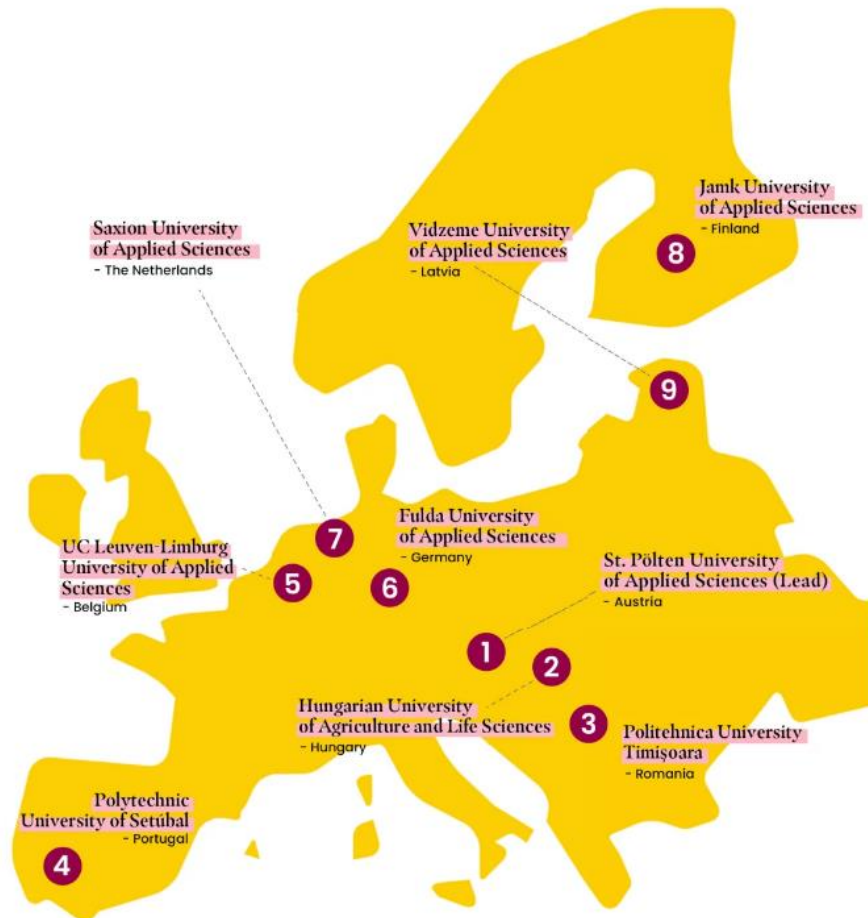 Jamk University
of Applied Sciences
- Finland
8
Saxion University
of Applied Sciences
- The Netherlands
Vidzeme University
of Applied Sciences
- Latvia
9
7
Fulda University
of Applied Sciences
- Germany
6
UC Leuven-Limburg
University of Applied
Sciences
- Belgium
5
St. Pölten University
of Applied Sciences (Lead)
- Austria
1
2
Hungarian University
of Agriculture and Life Sciences
- Hungary
3
Politehnica University
Timișoara
- Romania
Polytechnic
University of Setúbal
- Portugal
4